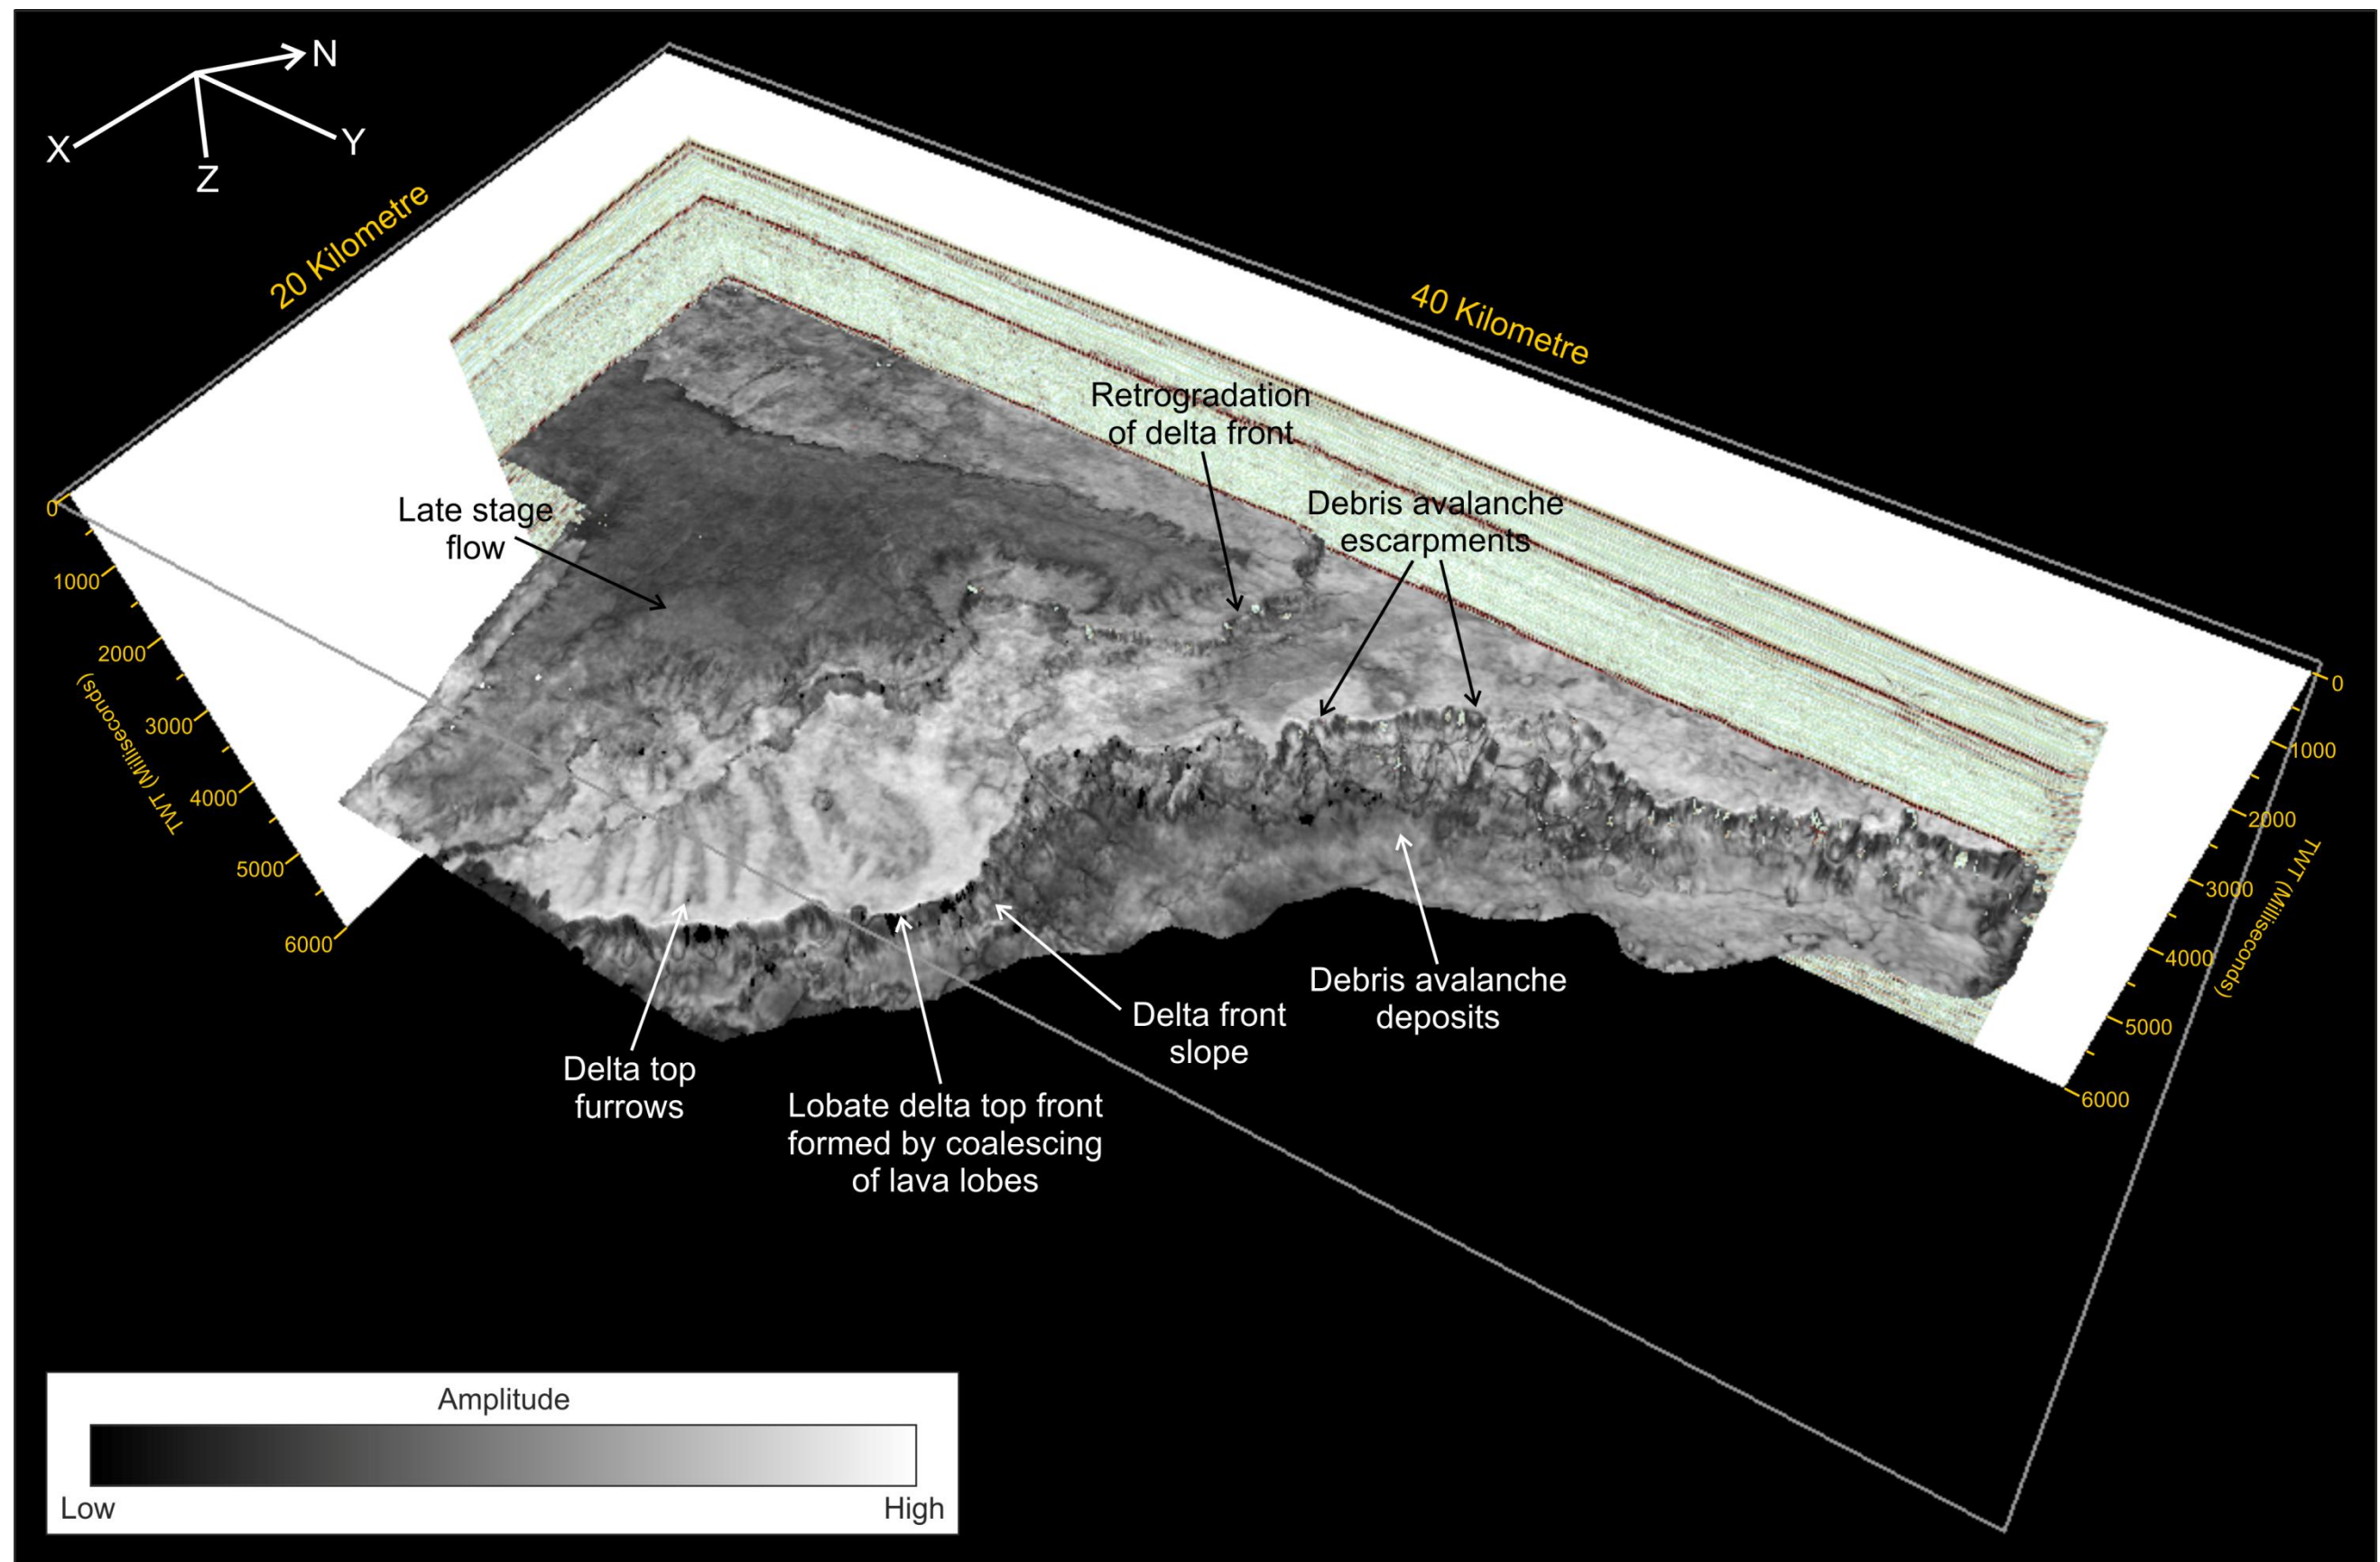 N
X
Y
Z
20 Kilometre
40 Kilometre
Retrogradation
of delta front
Debris avalanche
escarpments
Late stage
flow
0
1000
2000
3000
4000
5000
6000
TWT (Milliseconds)
0
1000
2000
3000
4000
5000
6000
TWT (Milliseconds)
Debris avalanche
deposits
Delta front
slope
Delta top
furrows
Lobate delta top front
formed by coalescing
of lava lobes
Amplitude
Low
High